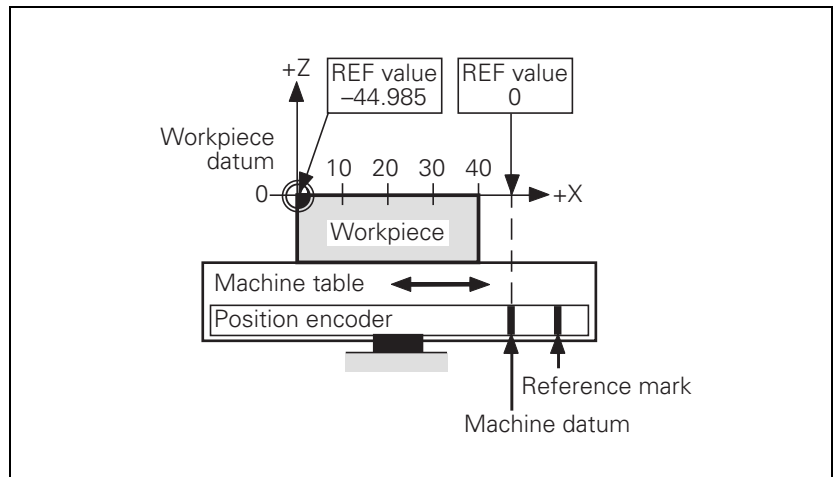 +Z
REF value
–44.985
REF value
0
Workpiece
datum
10 20 30 40
0
+X
Workpiece
Machine table
Position encoder
Reference mark
Machine datum